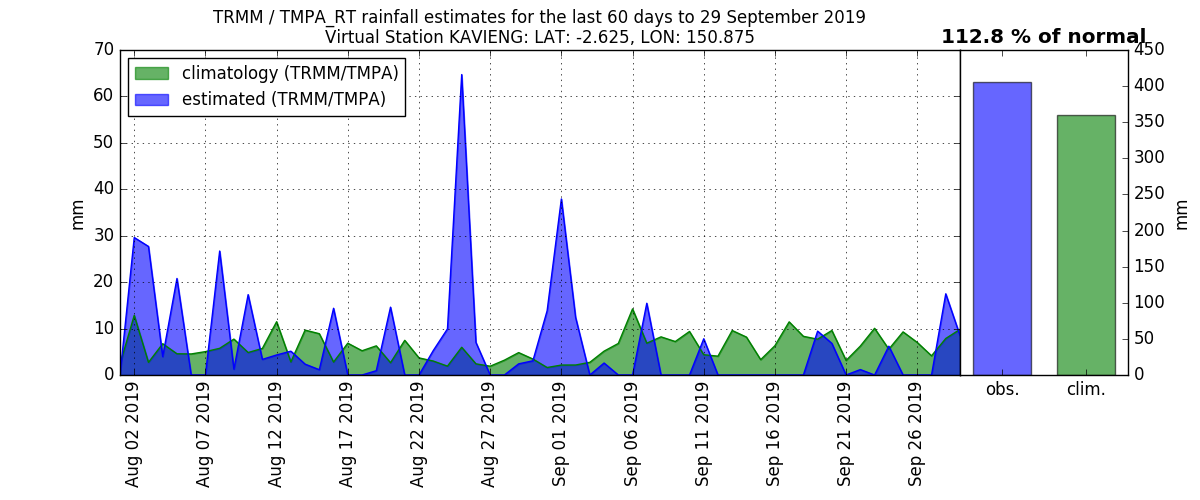 TRMM / TMPA_RT rainfall estimates for the last 60 days to 29 September 2019
Virtual Station KAVIENG: LAT: -2.625, LON: 150.875
112.8 % of normal
climatology (TRMM/TMPA)
estimated (TRMM/TMPA)
70
60
50
40
30
20
10
0
mm
Aug 02 2019
Aug 07 2019
Aug 12 2019
Aug 17 2019
Aug 22 2019
Aug 27 2019
Sep 01 2019
Sep 06 2019
Sep 11 2019
Sep 16 2019
Sep 21 2019
Sep 26 2019
450
400
350
300
250
200
150
100
50
0
mm
obs.
clim.